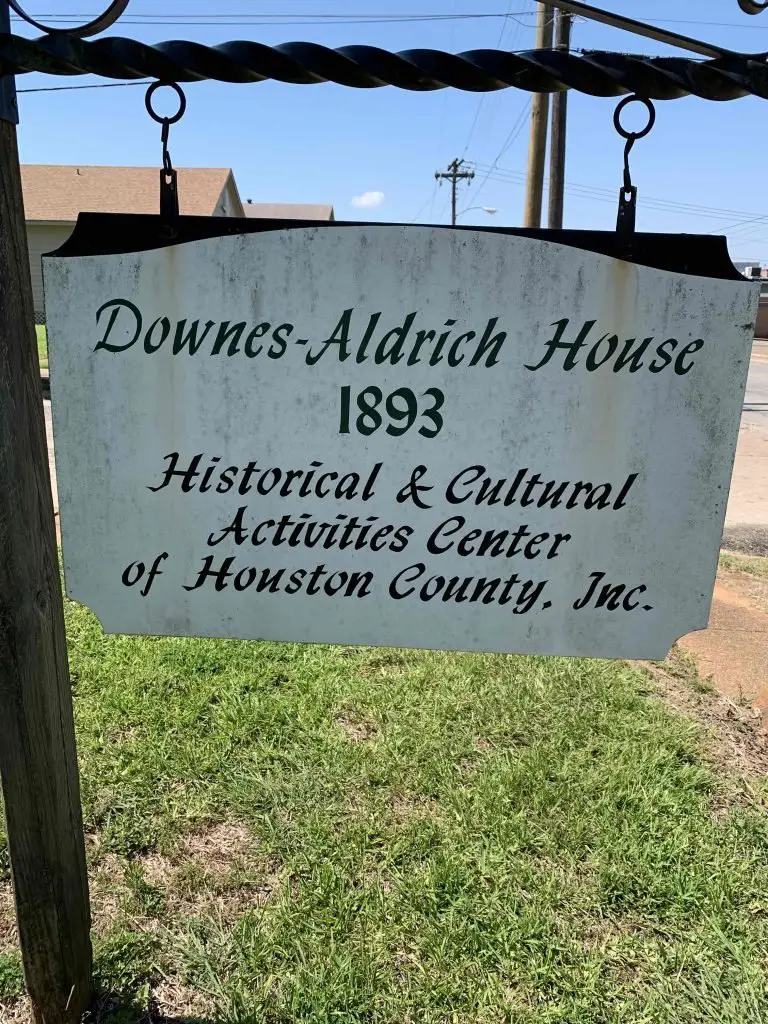 Downes-Aldrich House
1893
Historical & Cultural
Activities Center
of Houston County, Inc.